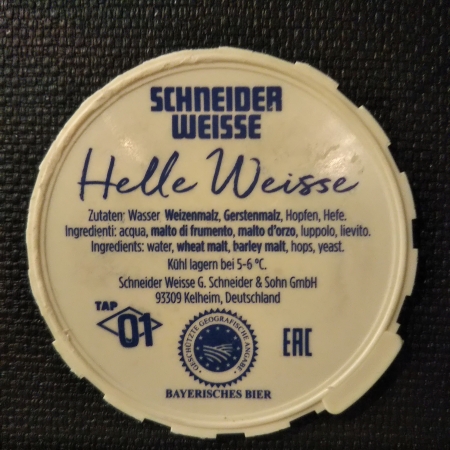 SCHNEIDER
WEISSE
Helle Weisse
Zutaten: Wasser, Weizenmalz, Gerstenmalz, Hopfen, Hefe.
Ingredienti: acqua, malto di frumento, malto d'orzo, luppolo, lievito.
Ingredients: water, wheat malt, barley malt, hops, yeast.
Kühl lagern bei 5-6 °C.
Schneider Weisse G. Schneider & Sohn GmbH
93309 Kelheim, Deutschland
TAP
01
GESCHÜTZTE GEOGRAFISCHE ANGABE
EAC
BAYERISCHES BIER